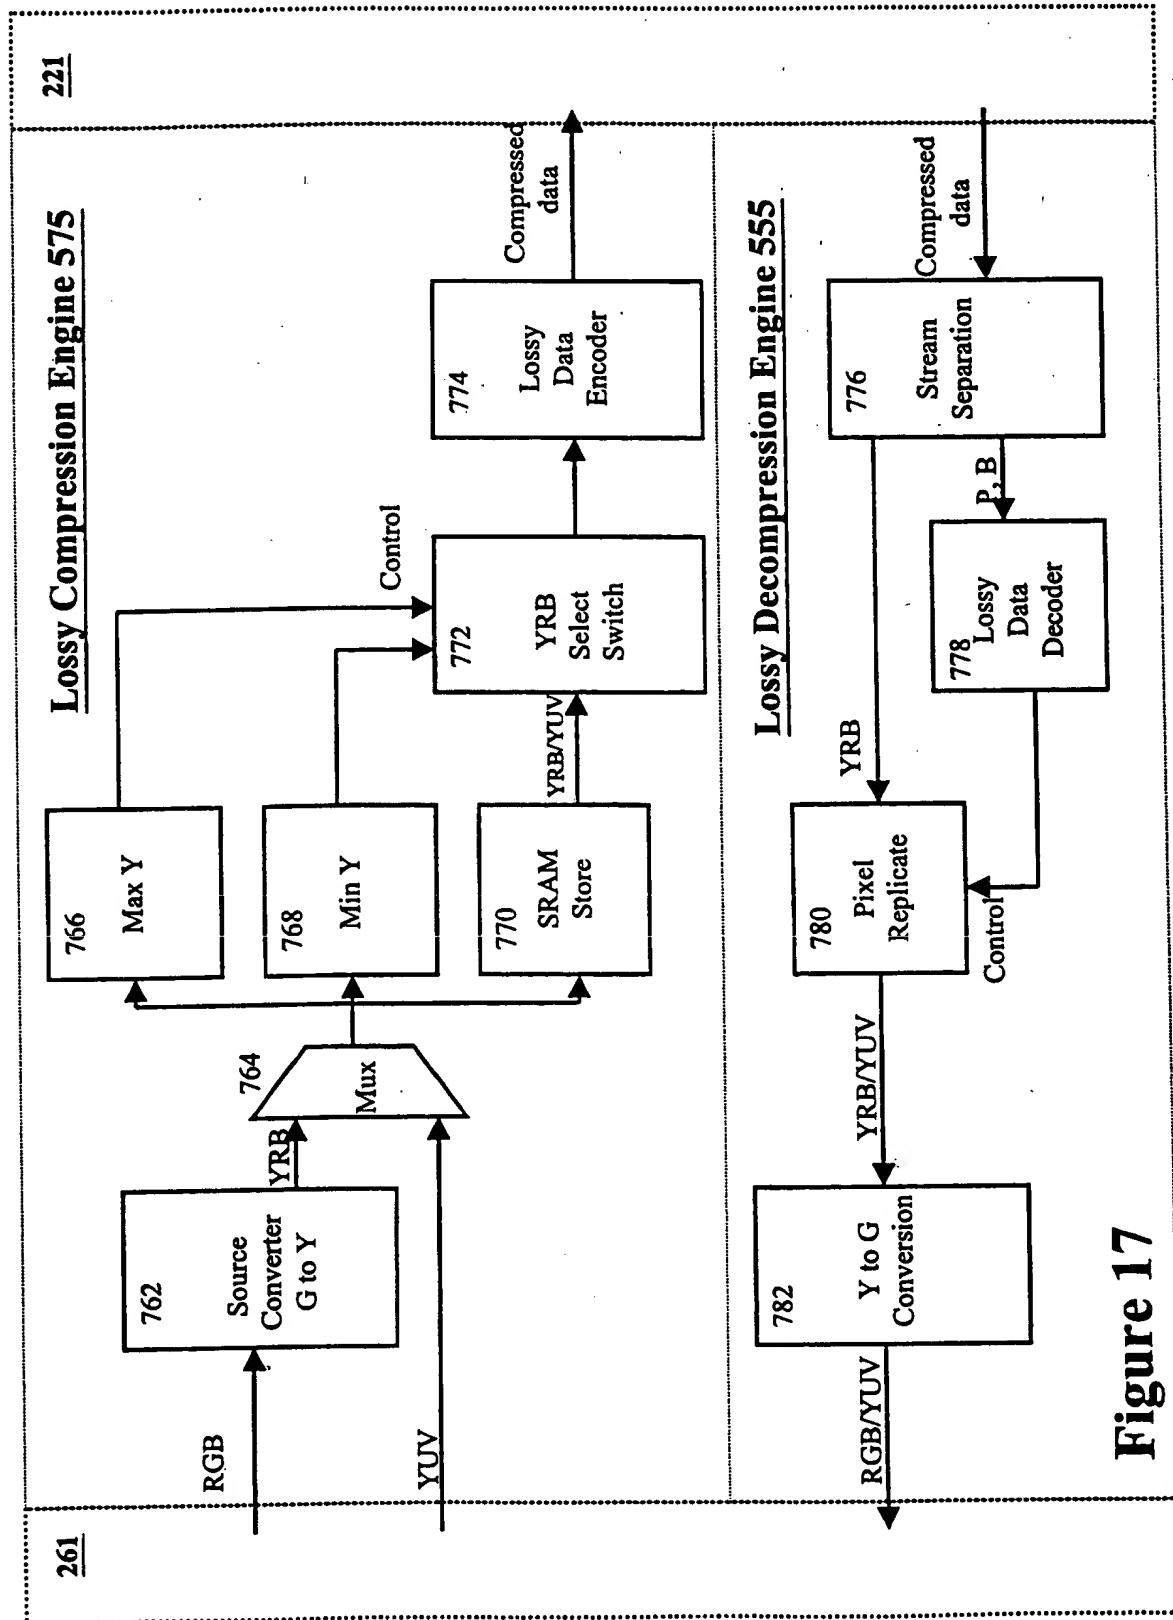 261
221
Lossy Compression Engine 575
RGB
YUV
762
Source
Converter
G to Y
YRB
764
Mux
766
Max Y
768
Min Y
770
SRAM
Store
YRB/YUV
Control
772
YRB
Select
Switch
774
Lossy
Data
Encoder
Compressed
data
Lossy Decompression Engine 555
RGB/YUV
782
Y to G
Conversion
YRB/YUV
780
Pixel
Replicate
Control
YRB
778
Lossy
Data
Decoder
P, B
776
Stream
Separation
Compressed
data
Figure 17